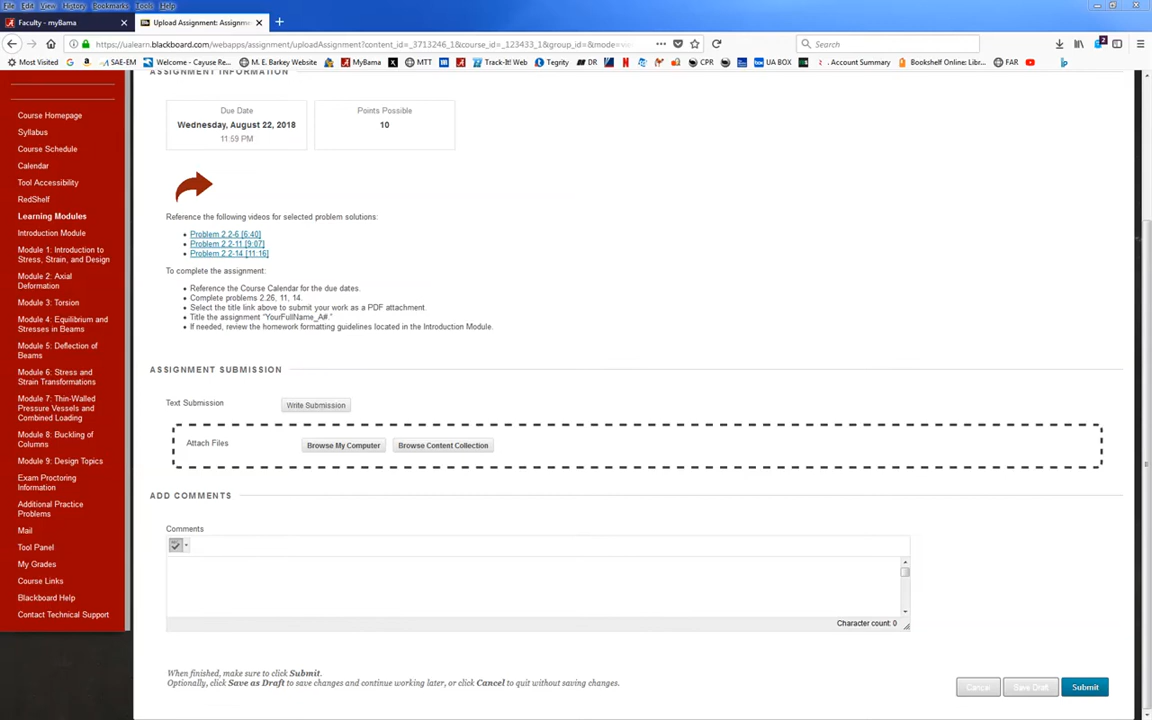 File Edit View History Bookmarks Tools Help
Faculty - myBama
Upload Assignment: Assignme
https://ualearn.blackboard.com/webapps/assignment/uploadAssignment?content_id=_3713246_1&course_id=_123433_1&group_id=&mode=
Search
Most Visited
SAE-EM
Welcome - Cayuse Re
M. E. Barkey Website
MyBama
MTT
Track-It! Web
Tegrity
DR
CPR
UA BOX
Account Summary
Bookshelf Online: Libr
FAR
ASSIGNMENT INFORMATION
Due Date
Wednesday, August 22, 2018
11:59 PM
Points Possible
10
Course Homepage
Syllabus
Course Schedule
Calendar
Tool Accessibility
RedShelf
Learning Modules
Introduction Module
Module 1: Introduction to
Stress, Strain, and Design
Module 2: Axial
Deformation
Module 3: Torsion
Module 4: Equilibrium and
Stresses in Beams
Module 5: Deflection of
Beams
Module 6: Stress and
Strain Transformations
Module 7: Thin-Walled
Pressure Vessels and
Combined Loading
Module 8: Buckling of
Columns
Module 9: Design Topics
Exam Proctoring
Information
Additional Practice
Problems
Mail
Tool Panel
My Grades
Course Links
Blackboard Help
Contact Technical Support
Reference the following videos for selected problem solutions:
Problem 2.2-6 [6:40]
Problem 2.2-11 [9:07]
Problem 2.2-14 [11:16]
To complete the assignment:
Reference the Course Calendar for the due dates.
Complete problems 2.26, 11, 14.
Select the title link above to submit your work as a PDF attachment.
Title the assignment "YourFullName_A#."
If needed, review the homework formatting guidelines located in the Introduction Module.
ASSIGNMENT SUBMISSION
Text Submission
Write Submission
Attach Files
Browse My Computer
Browse Content Collection
ADD COMMENTS
Comments
Character count: 0
When finished, make sure to click Submit.
Optionally, click Save as Draft to save changes and continue working later, or click Cancel to quit without saving changes.
Cancel
Save Draft
Submit